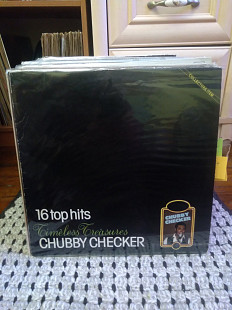 16 top hits
Timeless Treasures
CHUBBY CHECKER
CHUBBY
CHECKER